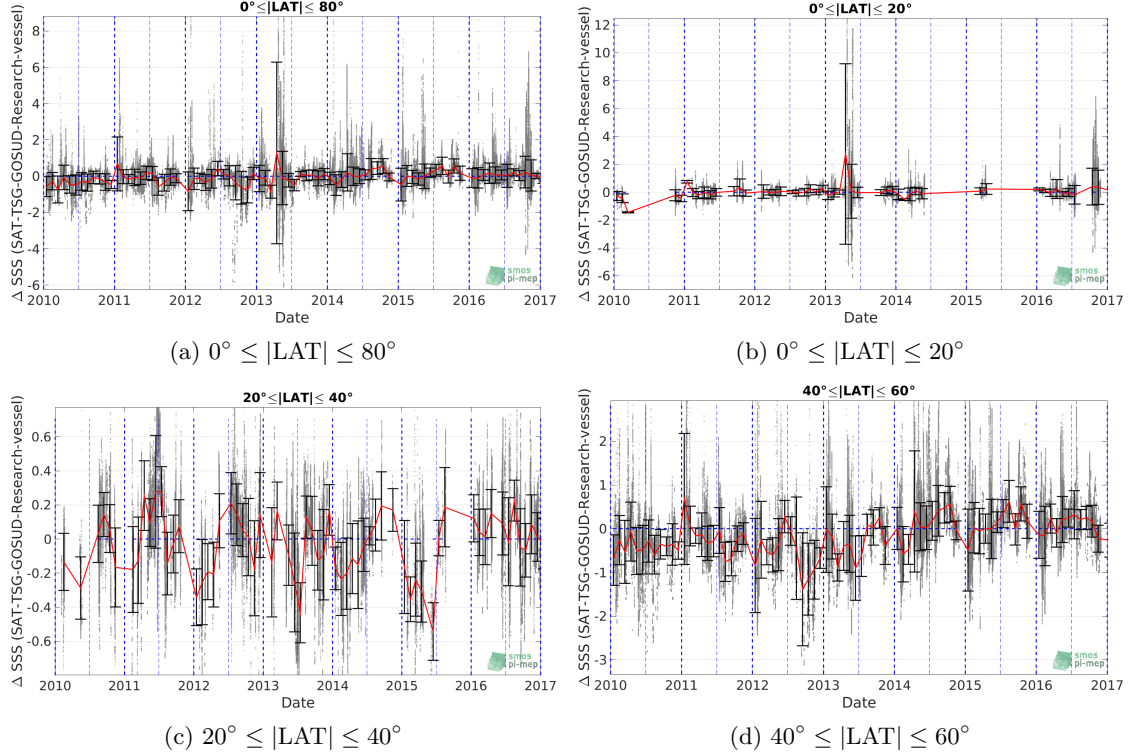 0°≤|LAT|≤ 80°
Δ SSS (SAT-TSG-GOSUD-Research-vessel)
8
6
4
2
0
-2
-4
-6
2010 2011 2012 2013 2014 2015 2016 2017
Date
smos
pi-mep
(a) 0° ≤ |LAT| ≤ 80°
0°≤|LAT|≤ 20°
Δ SSS (SAT-TSG-GOSUD-Research-vessel)
12
10
8
6
4
2
0
-2
-4
-6
2010 2011 2012 2013 2014 2015 2016 2017
Date
smos
pi-mep
(b) 0° ≤ |LAT| ≤ 20°
20°≤|LAT|≤ 40°
Δ SSS (SAT-TSG-GOSUD-Research-vessel)
0.6
0.4
0.2
0
-0.2
-0.4
-0.6
2010 2011 2012 2013 2014 2015 2016 2017
Date
smos
pi-mep
(c) 20° ≤ |LAT| ≤ 40°
40°≤|LAT|≤ 60°
Δ SSS (SAT-TSG-GOSUD-Research-vessel)
2
1
0
-1
-2
-3
2010 2011 2012 2013 2014 2015 2016 2017
Date
smos
pi-mep
(d) 40° ≤ |LAT| ≤ 60°